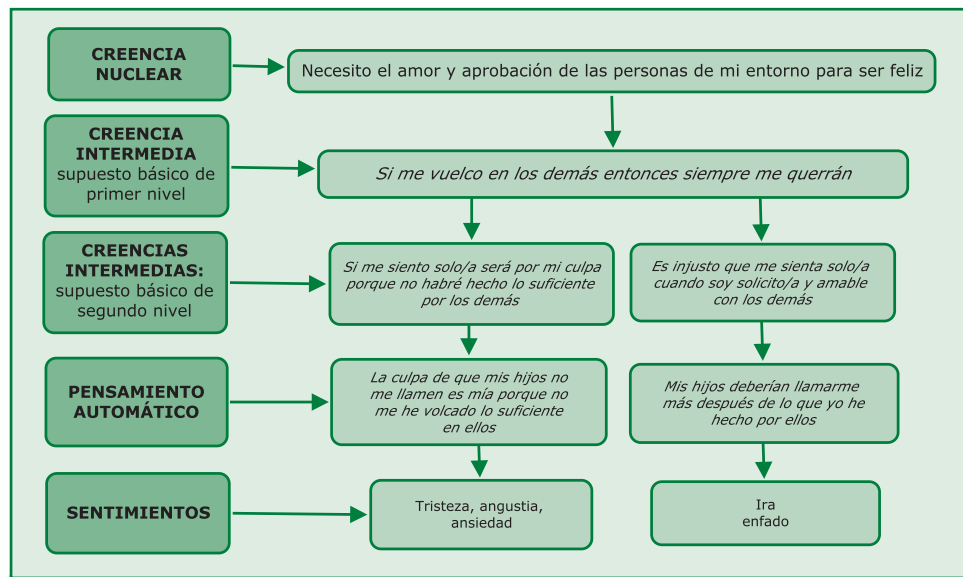 CREENCIA
NUCLEAR
Necesito el amor y aprobación de las personas de mi entorno para ser feliz
CREENCIA
INTERMEDIA
supuesto básico de
primer nivel
Si me vuelco en los demás entonces siempre me querrán
CREENCIAS
INTERMEDIAS:
supuesto básico de
segundo nivel
Si me siento solo/a será por mi culpa
porque no habré hecho lo suficiente
por los demás
Es injusto que me sienta solo/a
cuando soy solicito/a y amable
con los demás
PENSAMIENTO
AUTOMÁTICO
La culpa de que mis hijos no
me llamen es mía porque no
me he volcado lo suficiente
en ellos
Mis hijos deberían llamarme
más después de lo que yo he
hecho por ellos
SENTIMIENTOS
Tristeza, angustia,
ansiedad
Ira
enfado